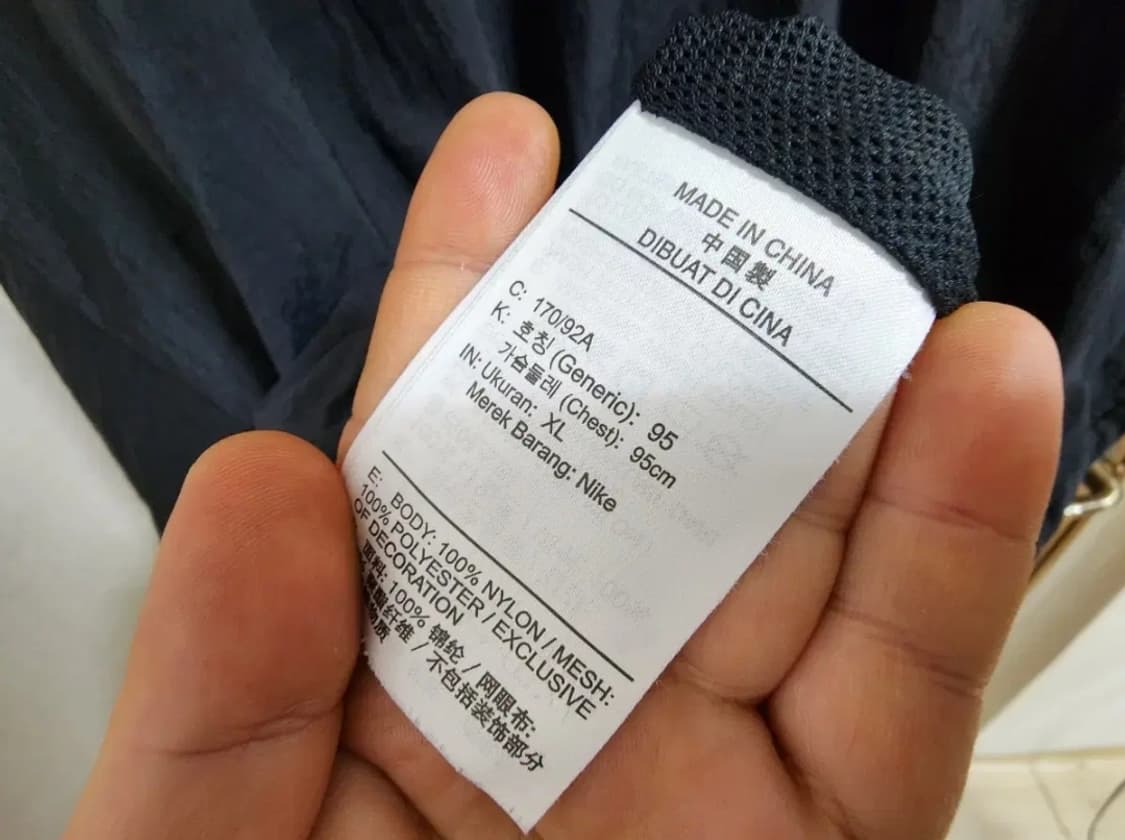 MADE IN CHINA
中国製
DIBUAT DI CINA
C: 170/92A
K: 호칭 (Generic): 95
가슴둘레 (Chest): 95cm
IN: Ukuran: XL
Merek Barang: Nike
E: BODY: 100% NYLON / MESH:
100% POLYESTER / EXCLUSIVE
OF DECORATION
面料: 100% 锦纶 / 网眼布:
纤维 / 不包括装饰部分